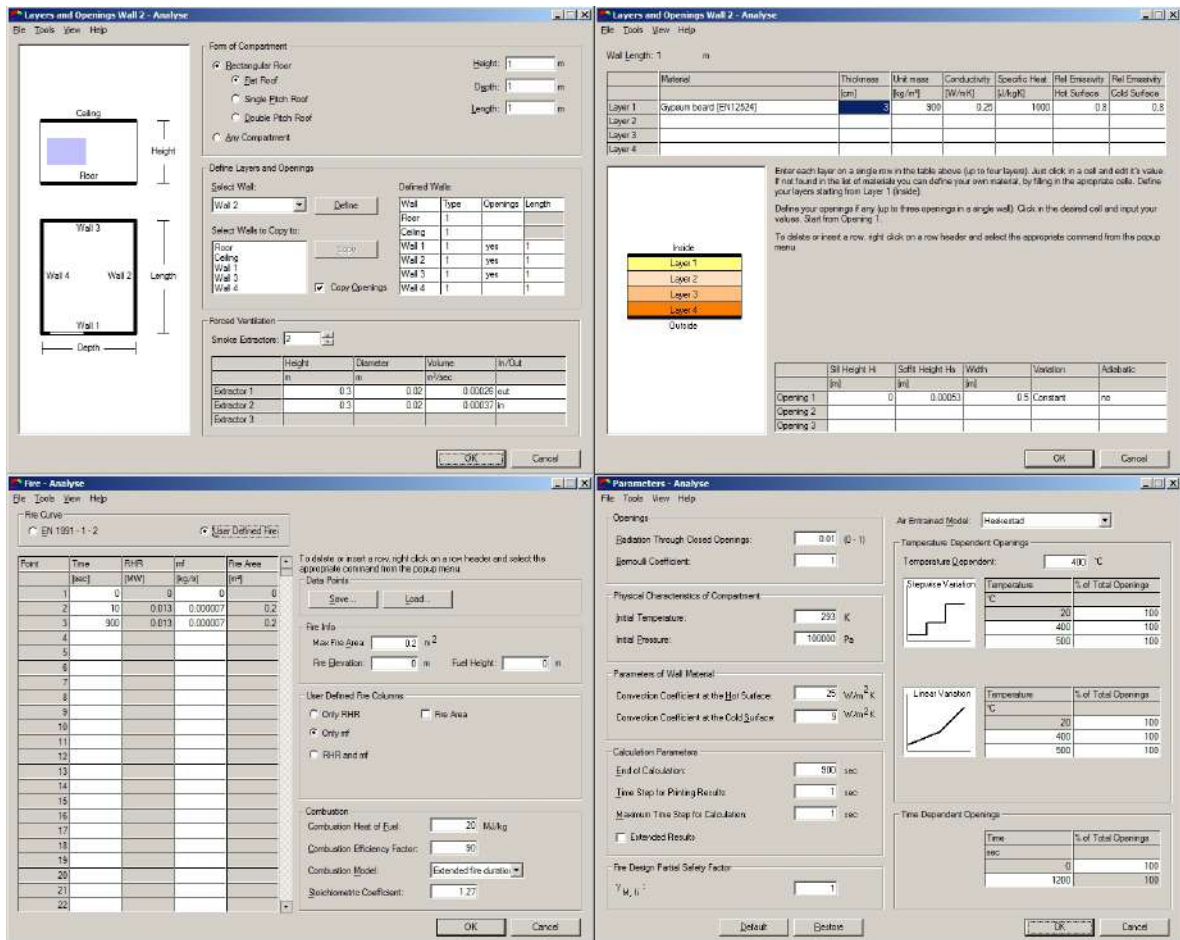 Layers and Openings Wall 2 - Analyse
File Tools View Help
Ceiling
Height
Floor
Wall 3
Wall 4 Wall 2 Length
Wall 1
Depth
Form of Compartment
Rectangular Floor
Flat Roof
Single Pitch Roof
Double Pitch Roof
Any Compartment
Height: 1 m
Depth: 1 m
Length: 1 m
Define Layers and Openings
Select Wall:
Wall 2 Define
Select Walls to Copy to:
Floor
Ceiling
Wall 1
Wall 3
Wall 4
Copy
Copy Openings
Defined Walls:
Wall Type Openings Length
Floor 1
Ceiling 1
Wall 1 1 yes 1
Wall 2 1 yes 1
Wall 3 1 yes 1
Wall 4 1 1
Forced Ventilation
Smoke Extractors: 2
Height Diameter Volume In/Out
m m m³/sec
Extractor 1 0.3 0.02 0.00026 out
Extractor 2 0.3 0.02 0.00037 in
Extractor 3
OK Cancel
Layers and Openings Wall 2 - Analyse
File Tools View Help
Wall Length: 1 m
Material Thickness Unit mass Conductivity Specific Heat Rel Emissivity Rel Emissivity
[cm] [kg/m³] [W/mK] [J/kgK] Hot Surface Cold Surface
Layer 1 Gypsum board [EN12524] 3 900 0.25 1000 0.8 0.8
Layer 2
Layer 3
Layer 4
Enter each layer on a single row in the table above (up to four layers). Just click in a cell and edit it's value.
If not found in the list of materials you can define your own material, by filling in the apropriate cells. Define
your layers starting from Layer 1 (inside).
Define your openings if any (up to three openings in a single wall). Click in the desired cell and input your
values. Start from Opening 1.
To delete or insert a row, right click on a row header and select the appropriate command from the popup
menu
Inside
Layer 1
Layer 2
Layer 3
Layer 4
Outside
Sill Height Hi Soffit Height Hs Width Variation Adiabatic
[m] [m] [m]
Opening 1 0 0.00053 0.5 Constant no
Opening 2
Opening 3
OK Cancel
Fire - Analyse
File Tools View Help
Fire Curve
EN 1991 - 1 - 2 User Defined Fire
Point Time RHR mf Fire Area
[sec] [MW] [kg/s] [m²]
1 0 0 0 0
2 10 0.013 0.000007 0.2
3 900 0.013 0.000007 0.2
4
5
6
7
8
9
10
11
12
13
14
15
16
17
18
19
20
21
22
To delete or insert a row, right click on a row header and select the
appropriate command from the popup menu
Data Points
Save... Load...
Fire Info
Max Fire Area: 0.2 m²
Fire Elevation: 0 m Fuel Height: 0 m
User Defined Fire Columns
Only RHR Fire Area
Only mf
RHR and mf
Combustion
Combustion Heat of Fuel: 20 MJ/kg
Combustion Efficiency Factor: 90
Combustion Model: Extended fire duration
Stoichiometric Coefficient: 1.27
OK Cancel
Parameters - Analyse
File Tools View Help
Openings
Radiation Through Closed Openings: 0.01 (0 - 1)
Bernoulli Coefficient: 1
Physical Characteristics of Compartment
Initial Temperature: 293 K
Initial Pressure: 100000 Pa
Parameters of Wall Material
Convection Coefficient at the Hot Surface: 25 W/m²K
Convection Coefficient at the Cold Surface: 9 W/m²K
Calculation Parameters
End of Calculation: 900 sec
Time Step for Printing Results: 1 sec
Maximum Time Step for Calculation: 1 sec
Extended Results
Fire Design Partial Safety Factor
1
Default Restore
Air Entrained Model: Heskestad
Temperature Dependent Openings
Temperature Dependent: 400 °C
Stepwise Variation
Temperature % of Total Openings
°C
20 100
400 100
500 100
Linear Variation
Temperature % of Total Openings
°C
20 100
400 100
500 100
Time Dependent Openings
Time % of Total Openings
sec
0 100
1200 100
OK Cancel